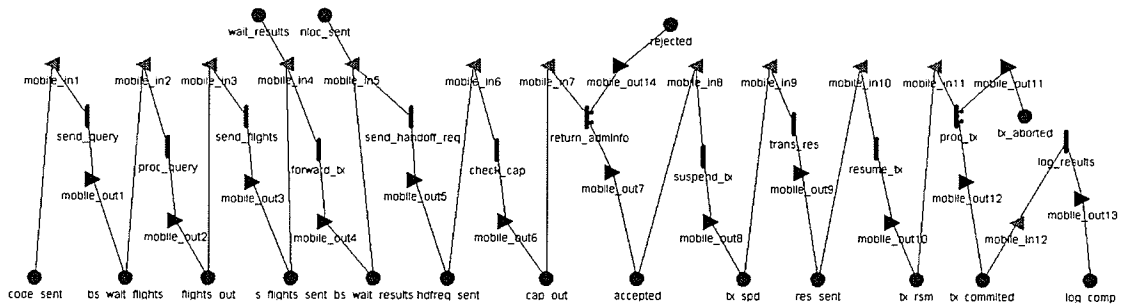 wait_results
nloc_sent
rejected
mobile_in1
mobile_in2
mobile_in3
mobile_in4
mobile_in5
mobile_in6
mobile_in7
mobile_out14
mobile_in8
mobile_in9
mobile_in10
mobile_in11
mobile_out11
send_query
send_flights
send_handoff_req
return_adminfo
trans_res
proc_tx
tx_aborted
proc_query
forward_tx
check_cap
suspend_tx
resume_tx
log_results
mobile_out1
mobile_out3
mobile_out5
mobile_out7
mobile_out9
mobile_out12
mobile_out13
mobile_out2
mobile_out4
mobile_out6
mobile_out8
mobile_out10
mobile_in12
code_sent
bs_wait_flights
flights_out
s_flights_sent
bs_wait_results
hdfreq_sent
cap_out
accepted
tx_spd
res_sent
tx_rsm
tx_commited
log_comp